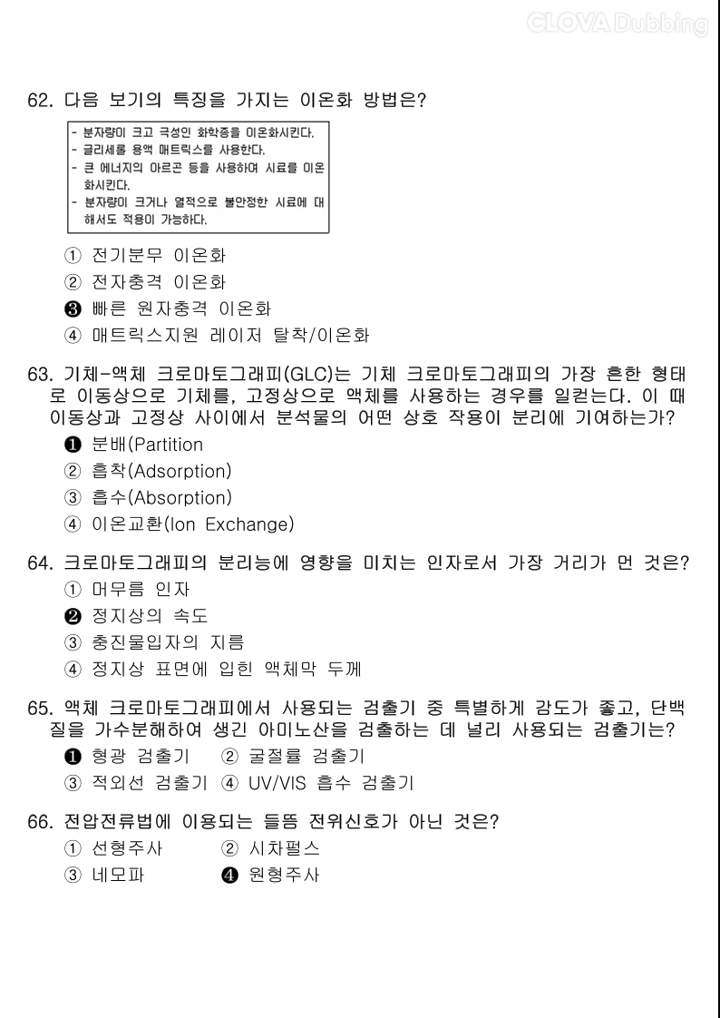 CLOVA Dubbing
62. 다음 보기의 특징을 가지는 이온화 방법은?
- 분자량이 크고 극성인 화학종을 이온화시킨다.
- 글리세롤 용액 매트릭스를 사용한다.
- 큰 에너지의 아르곤 등을 사용하여 시료를 이온
화시킨다.
- 분자량이 크거나 열적으로 불안정한 시료에 대
해서도 적용이 가능하다.
① 전기분무 이온화
② 전자충격 이온화
❸ 빠른 원자충격 이온화
④ 매트릭스지원 레이저 탈착/이온화
63. 기체-액체 크로마토그래피(GLC)는 기체 크로마토그래피의 가장 흔한 형태
로 이동상으로 기체를, 고정상으로 액체를 사용하는 경우를 일컫는다. 이 때
이동상과 고정상 사이에서 분석물의 어떤 상호 작용이 분리에 기여하는가?
❶ 분배(Partition
② 흡착(Adsorption)
③ 흡수(Absorption)
④ 이온교환(Ion Exchange)
64. 크로마토그래피의 분리능에 영향을 미치는 인자로서 가장 거리가 먼 것은?
① 머무름 인자
❷ 정지상의 속도
③ 충진물입자의 지름
④ 정지상 표면에 입힌 액체막 두께
65. 액체 크로마토그래피에서 사용되는 검출기 중 특별하게 감도가 좋고, 단백
질을 가수분해하여 생긴 아미노산을 검출하는 데 널리 사용되는 검출기는?
❶ 형광 검출기 ② 굴절률 검출기
③ 적외선 검출기 ④ UV/VIS 흡수 검출기
66. 전압전류법에 이용되는 들뜸 전위신호가 아닌 것은?
① 선형주사 ② 시차펄스
③ 네모파 ❹ 원형주사